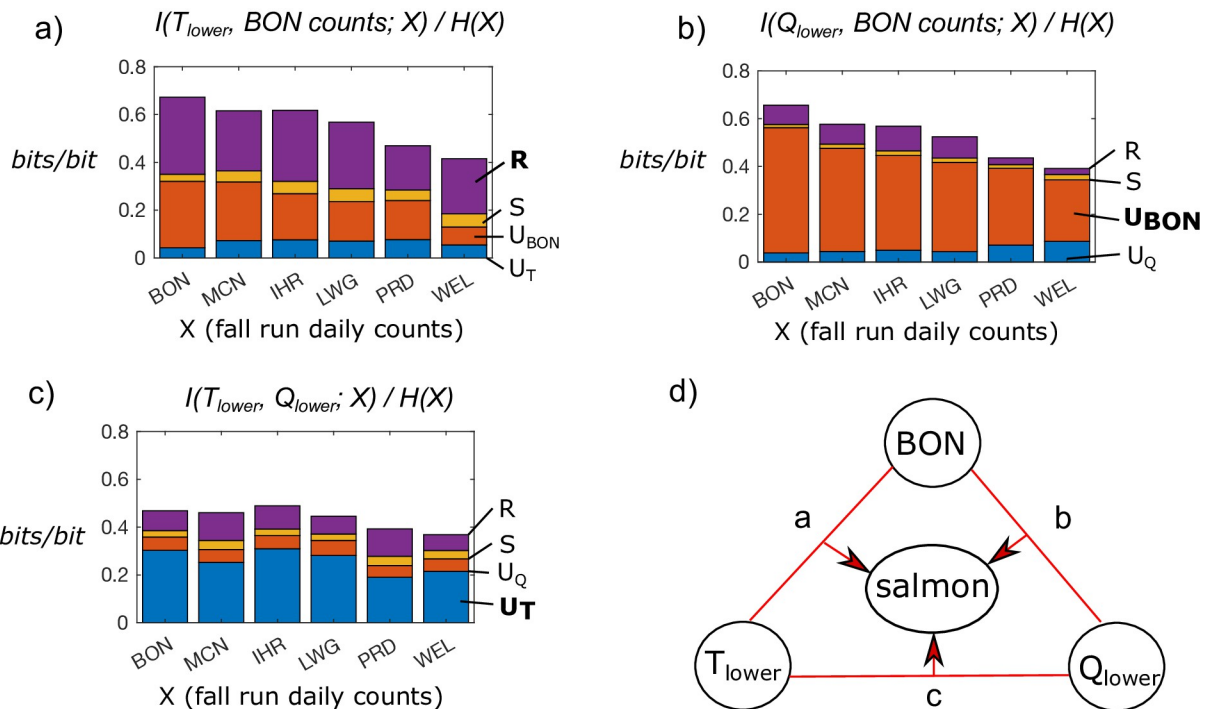 a)
I(T_lower, BON counts; X) / H(X)
0.8
0.6
0.4
0.2
0
bits/bit
R
S
U_BON
U_T
BON MCN IHR LWG PRD WEL
X (fall run daily counts)
b)
I(Q_lower, BON counts; X) / H(X)
0.8
0.6
0.4
0.2
0
bits/bit
R
S
U_BON
U_Q
BON MCN IHR LWG PRD WEL
X (fall run daily counts)
c)
I(T_lower, Q_lower; X) / H(X)
0.8
0.6
0.4
0.2
0
bits/bit
R
S
U_Q
U_T
BON MCN IHR LWG PRD WEL
X (fall run daily counts)
d)
BON
a
b
salmon
T_lower
Q_lower
c